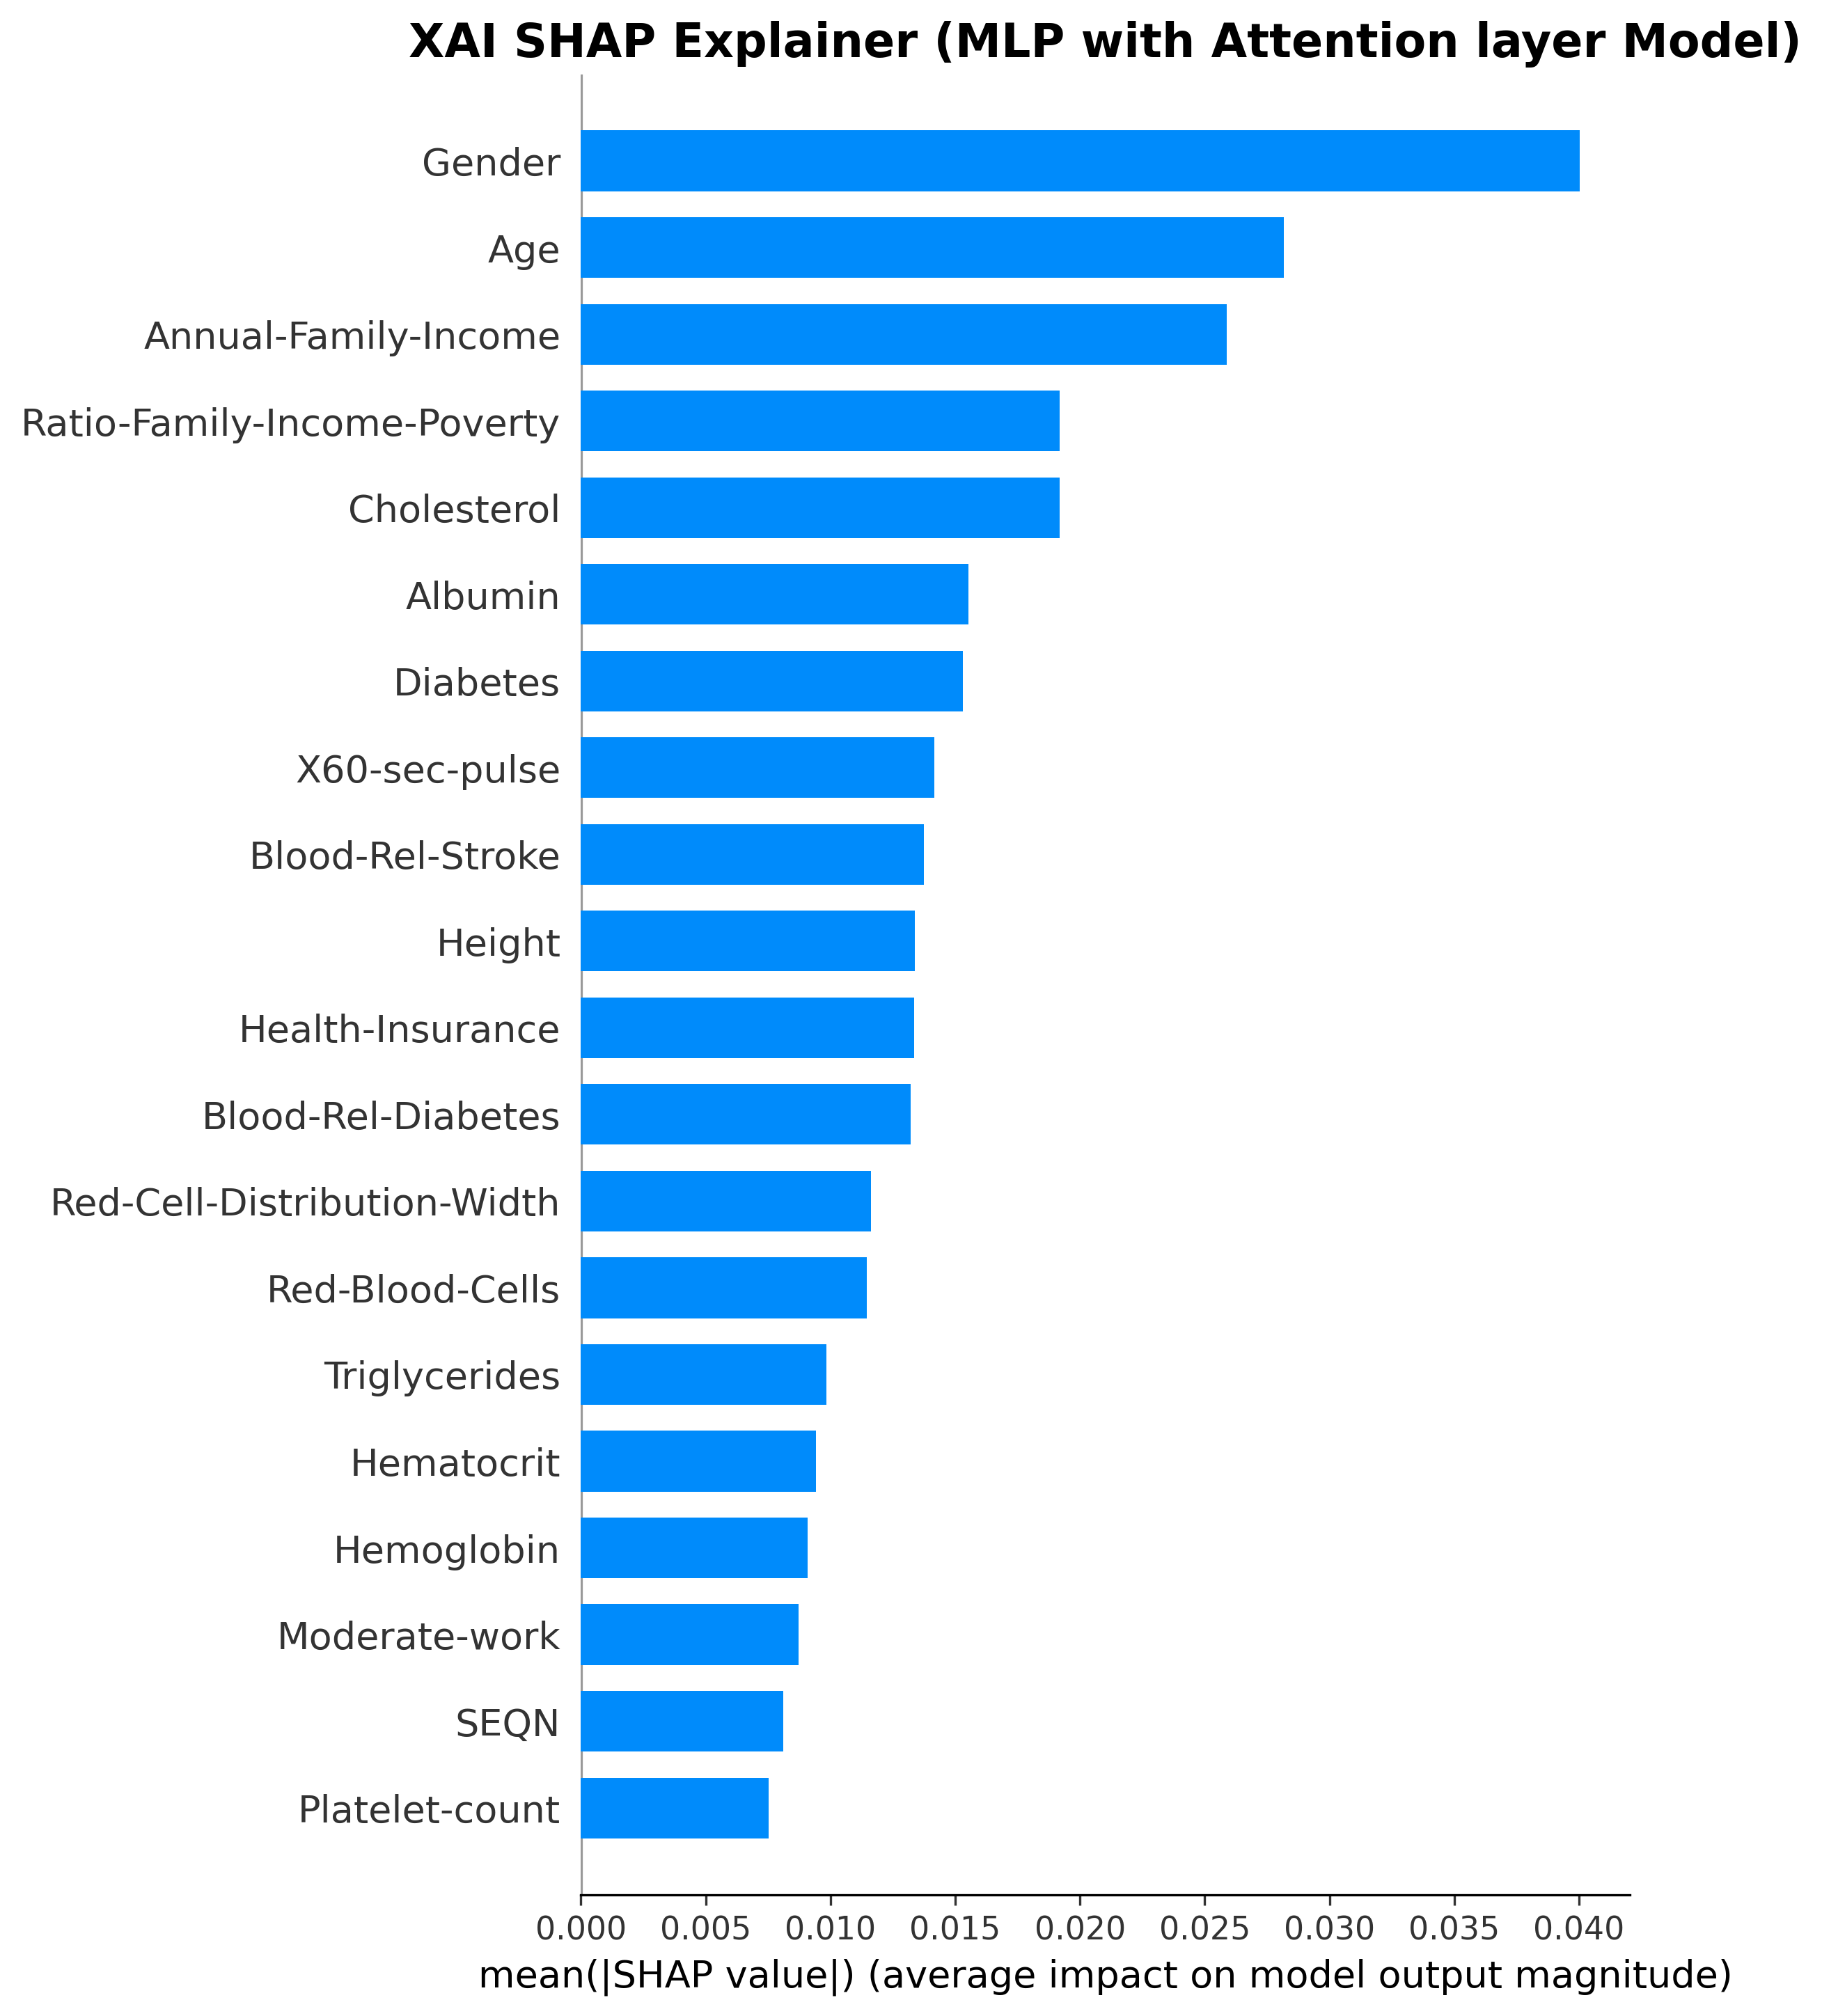 XAI SHAP Explainer (MLP with Attention layer Model)
Gender
Age
Annual-Family-Income
Ratio-Family-Income-Poverty
Cholesterol
Albumin
Diabetes
X60-sec-pulse
Blood-Rel-Stroke
Height
Health-Insurance
Blood-Rel-Diabetes
Red-Cell-Distribution-Width
Red-Blood-Cells
Triglycerides
Hematocrit
Hemoglobin
Moderate-work
SEQN
Platelet-count
0.000 0.005 0.010 0.015 0.020 0.025 0.030 0.035 0.040
mean(|SHAP value|) (average impact on model output magnitude)